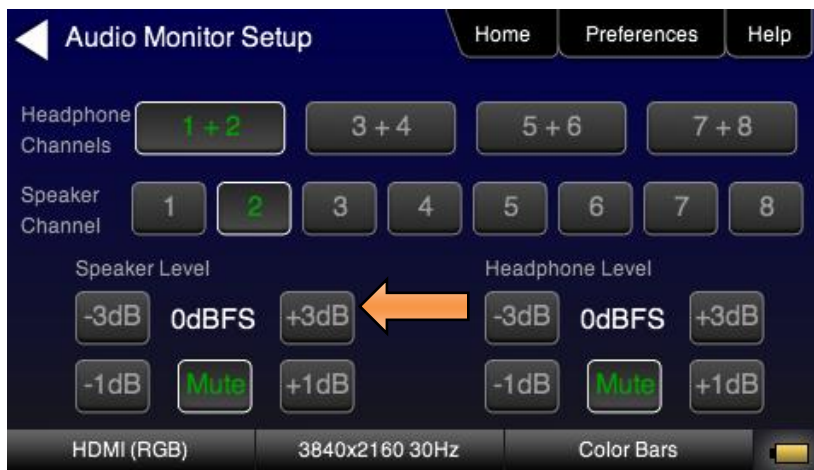 Audio Monitor Setup Home Preferences Help
Headphone Channels 1 + 2 3 + 4 5 + 6 7 + 8
Speaker Channel 1 2 3 4 5 6 7 8
Speaker Level Headphone Level
-3dB 0dBFS +3dB -3dB 0dBFS +3dB
-1dB Mute +1dB -1dB Mute +1dB
HDMI (RGB) 3840x2160 30Hz Color Bars